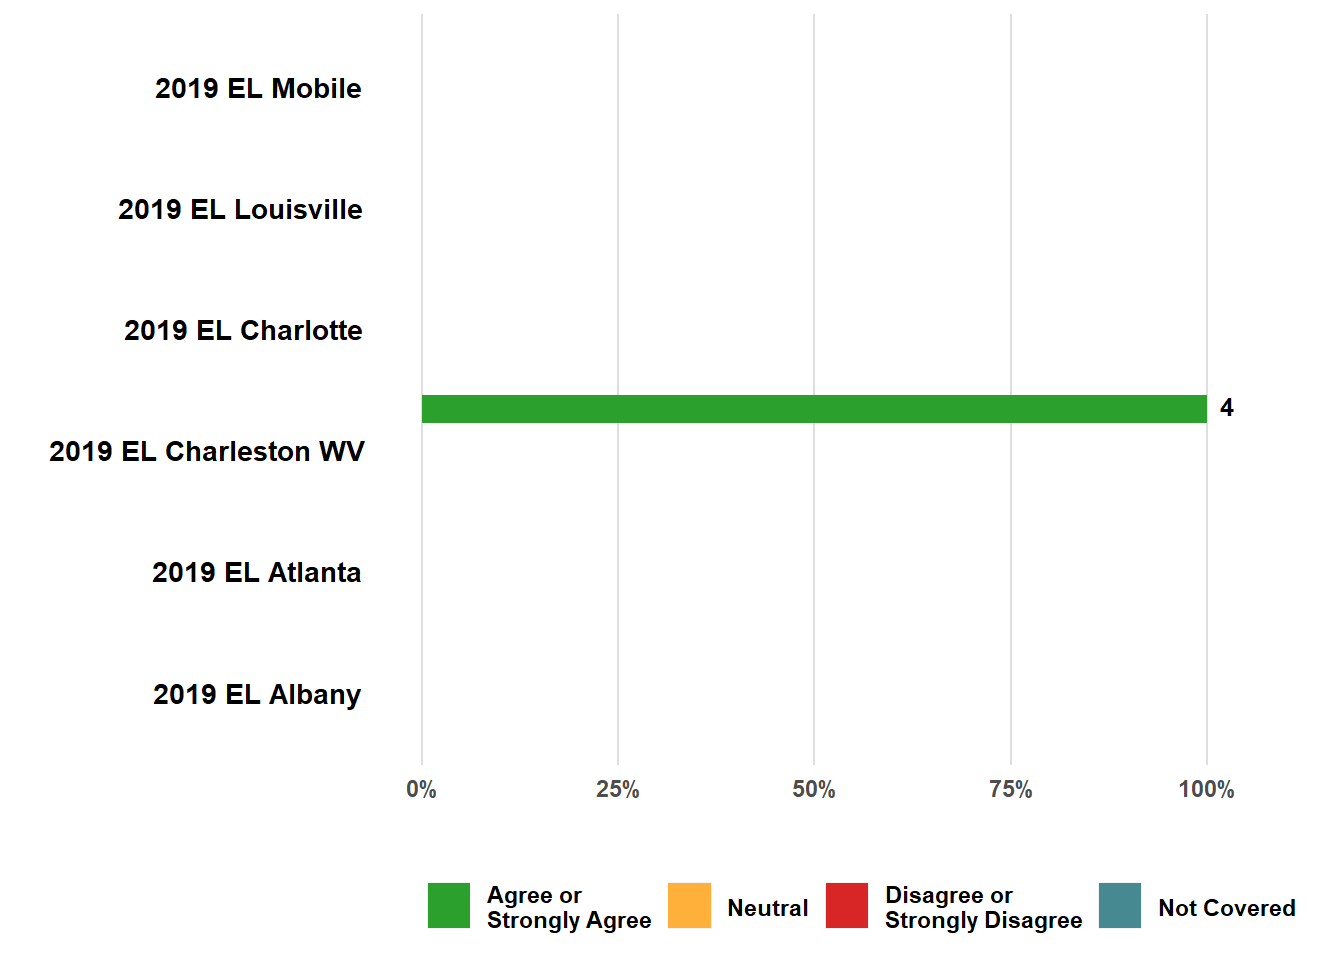 2019 EL Mobile
2019 EL Louisville
2019 EL Charlotte
4
2019 EL Charleston WV
2019 EL Atlanta
2019 EL Albany
0%
25%
50%
75%
100%
Agree or
Strongly Agree
Neutral
Disagree or
Strongly Disagree
Not Covered